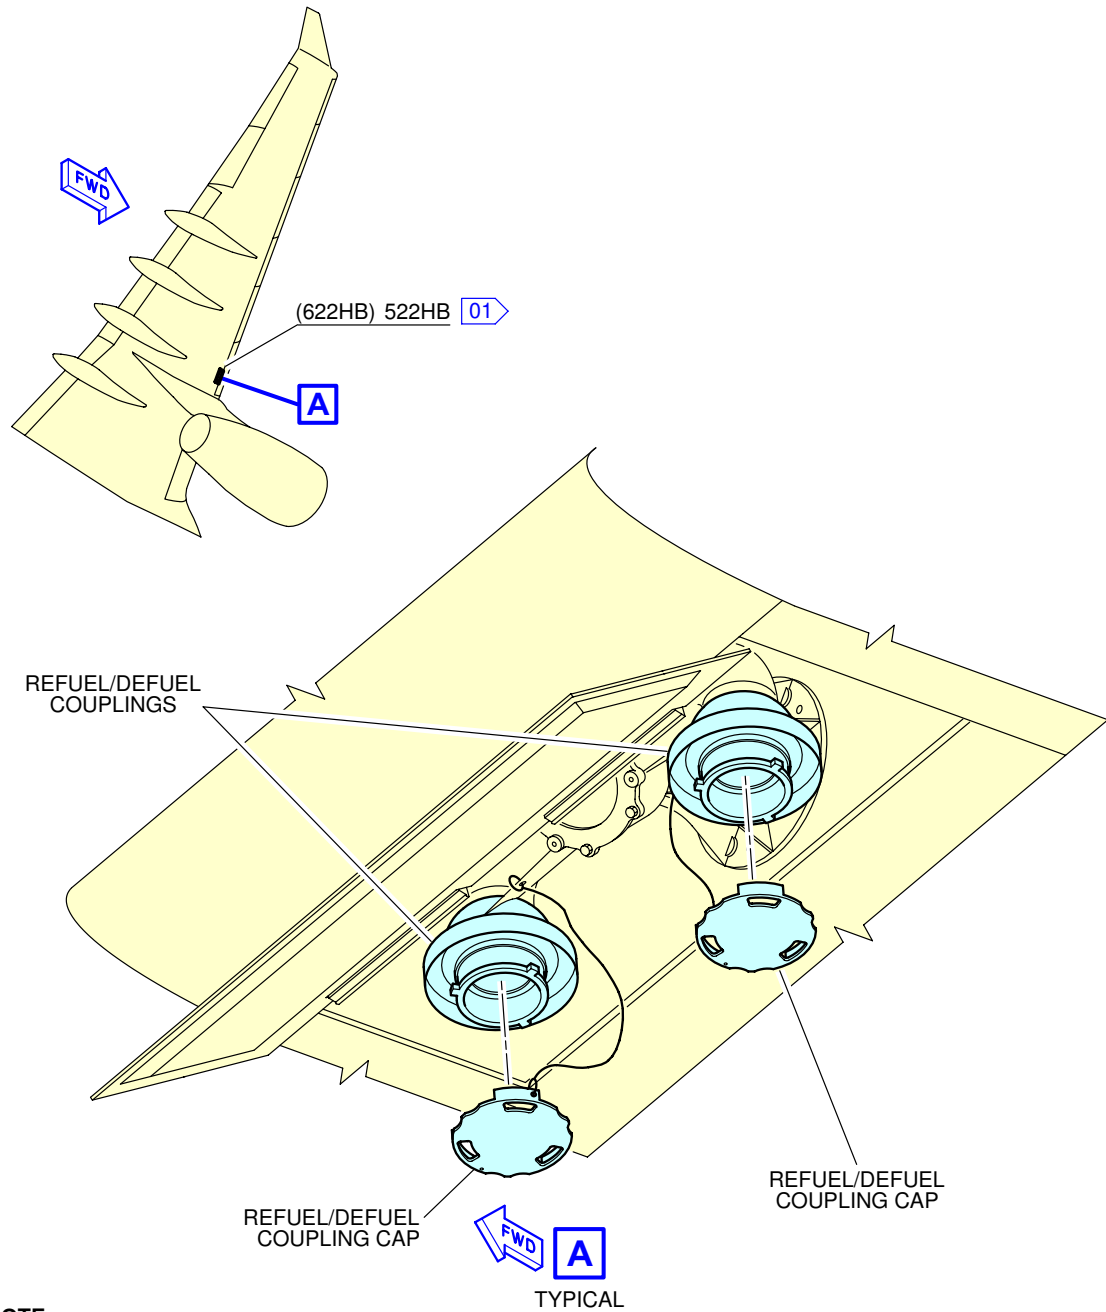 FWD
(622HB) 522HB 01
A
REFUEL/DEFUEL
COUPLINGS
REFUEL/DEFUEL
COUPLING CAP
REFUEL/DEFUEL
COUPLING CAP
FWD
A
TYPICAL